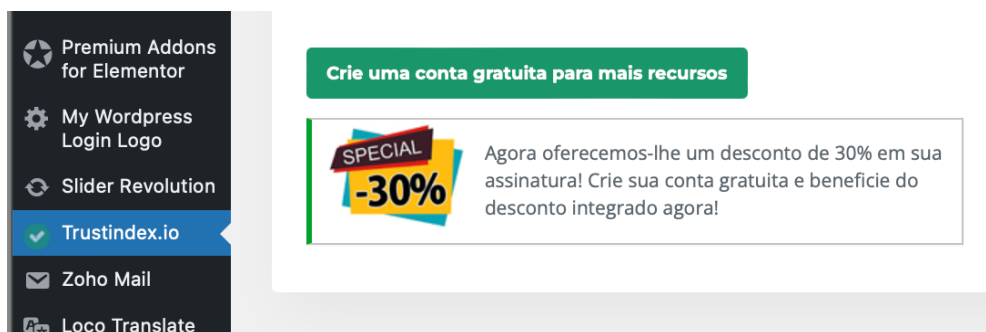 Premium Addons
for Elementor
My Wordpress
Login Logo
Slider Revolution
Trustindex.io
Zoho Mail
Loco Translate
Crie uma conta gratuita para mais recursos
SPECIAL
-30%
Agora oferecemos-lhe um desconto de 30% em sua
assinatura! Crie sua conta gratuita e beneficie do
desconto integrado agora!